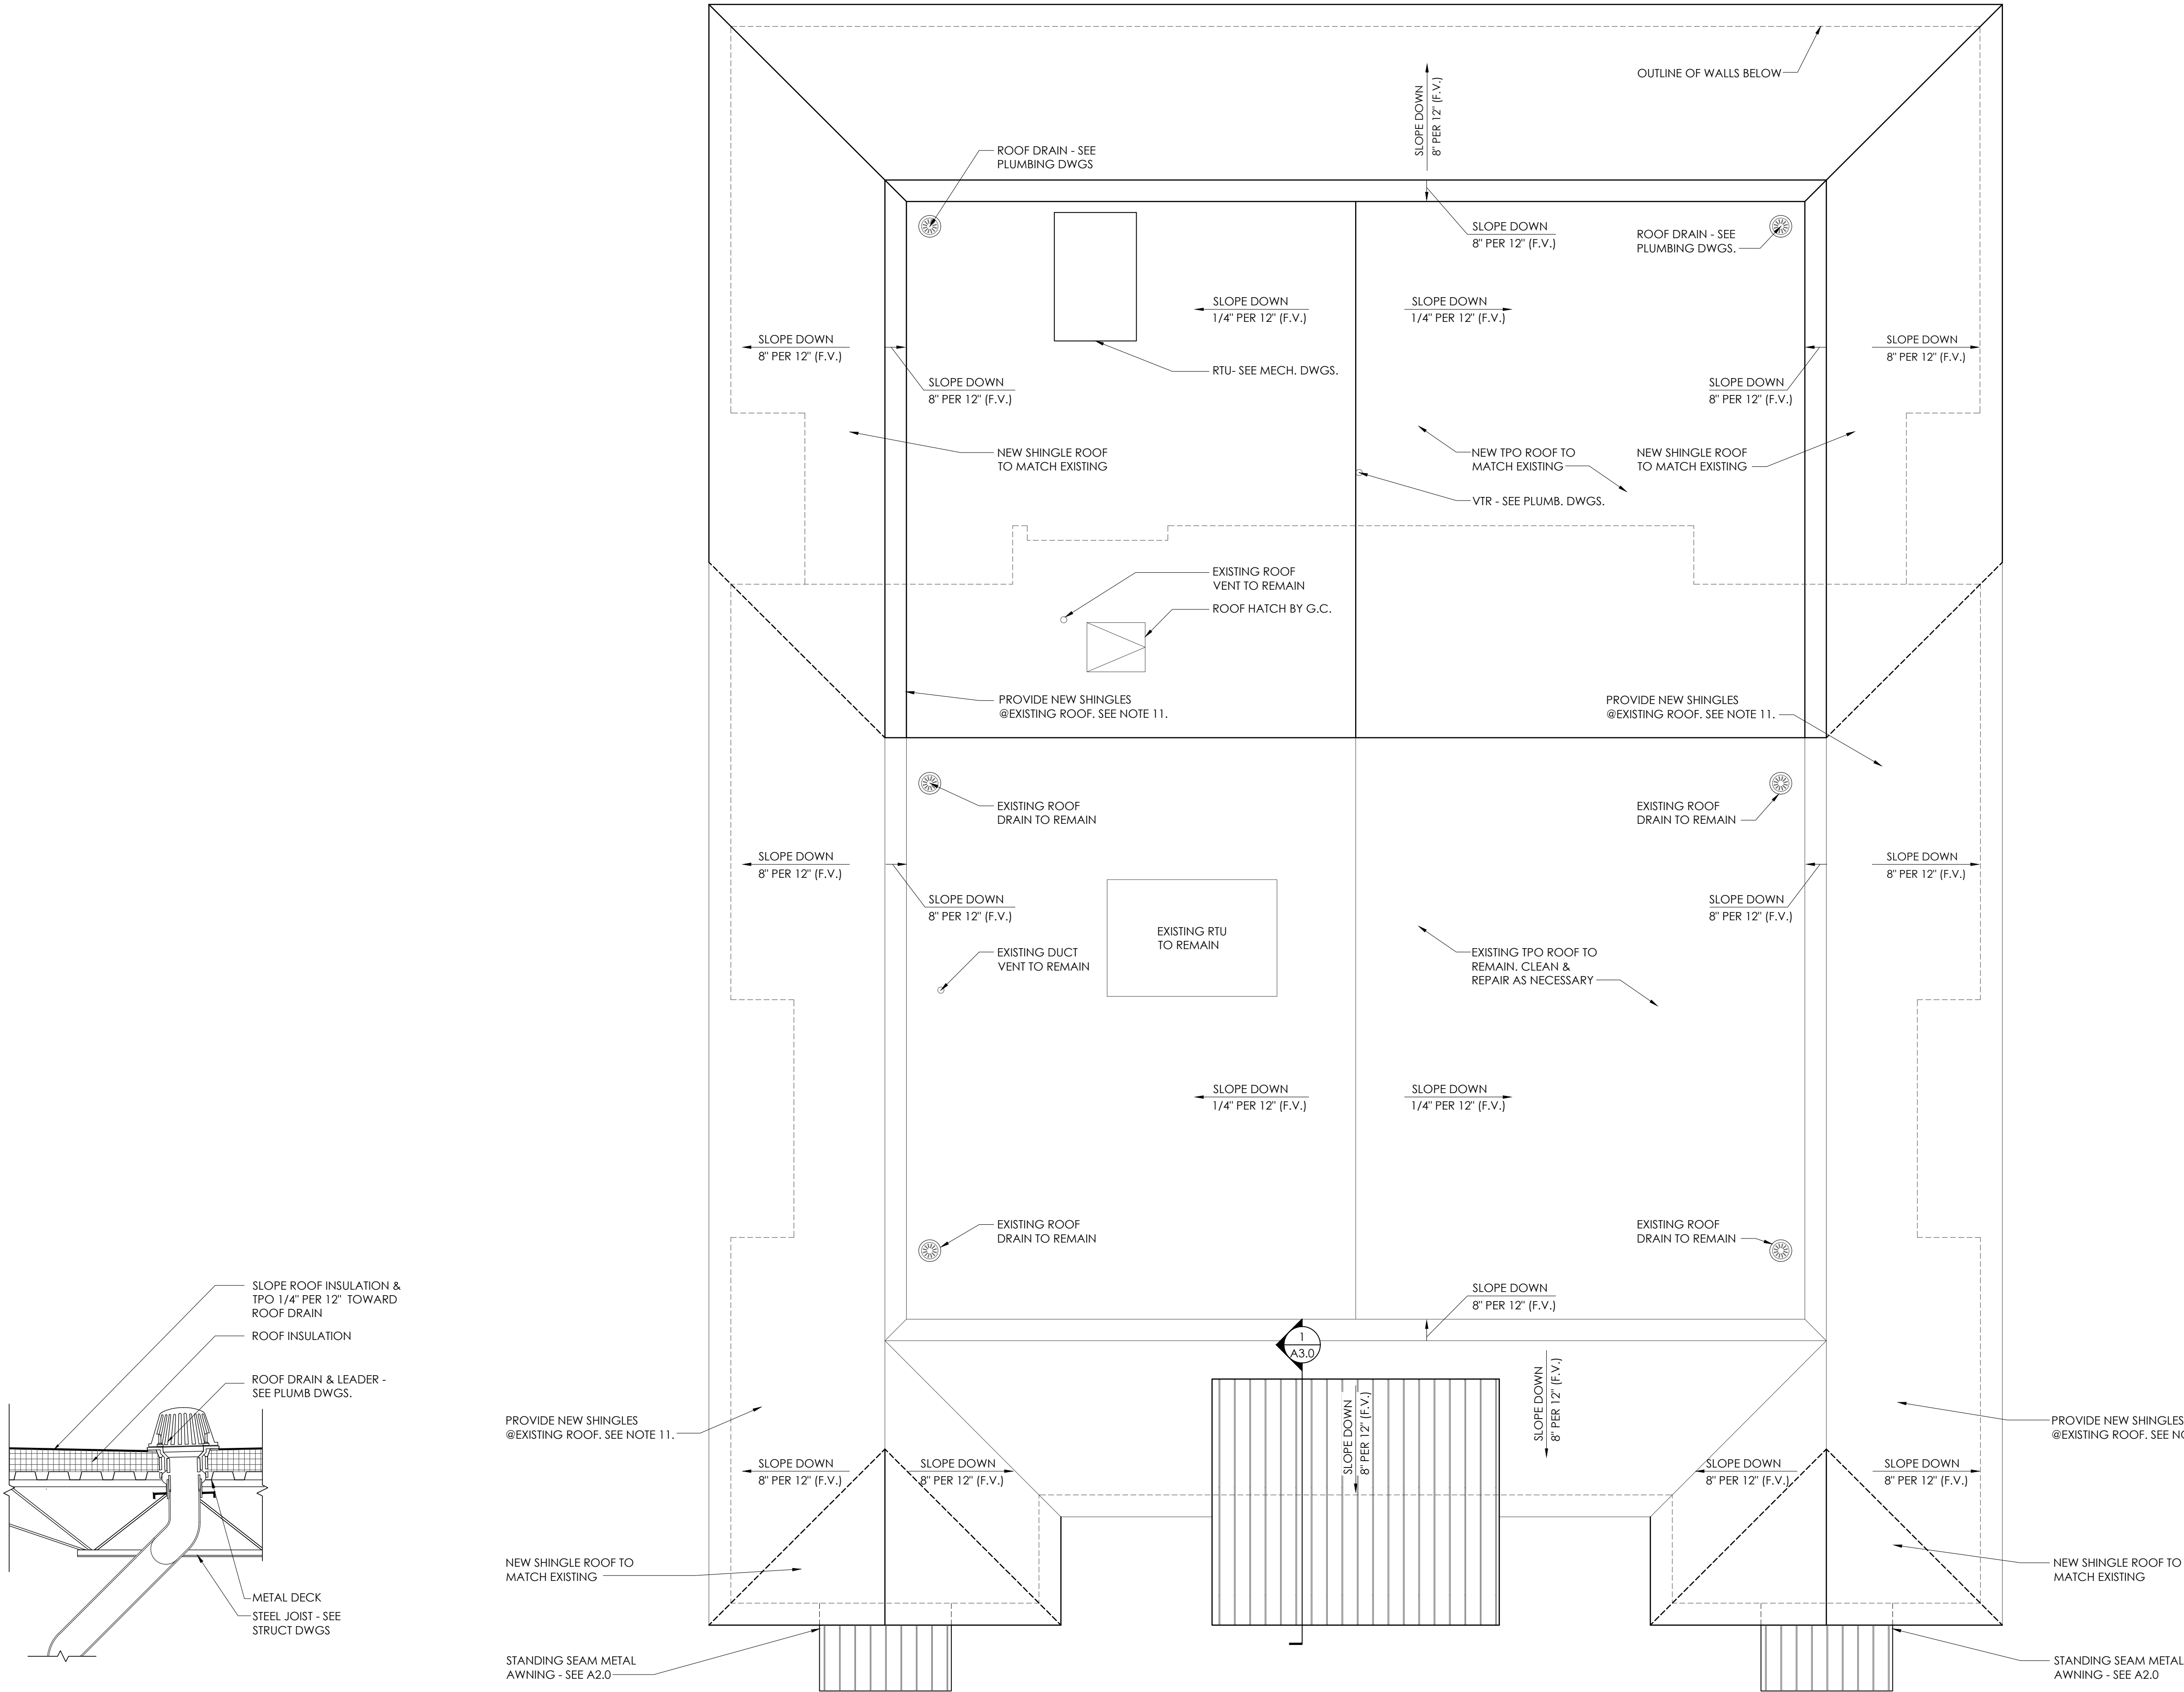 OUTLINE OF WALLS BELOW
SLOPE DOWN
8" PER 12" (F.V.)
ROOF DRAIN - SEE
PLUMBING DWGS
SLOPE DOWN
8" PER 12" (F.V.)
ROOF DRAIN - SEE
PLUMBING DWGS.
SLOPE DOWN
1/4" PER 12" (F.V.)
SLOPE DOWN
1/4" PER 12" (F.V.)
SLOPE DOWN
8" PER 12" (F.V.)
SLOPE DOWN
8" PER 12" (F.V.)
RTU- SEE MECH. DWGS.
SLOPE DOWN
8" PER 12" (F.V.)
SLOPE DOWN
8" PER 12" (F.V.)
NEW SHINGLE ROOF
TO MATCH EXISTING
NEW TPO ROOF TO
MATCH EXISTING
NEW SHINGLE ROOF
TO MATCH EXISTING
VTR - SEE PLUMB. DWGS.
EXISTING ROOF
VENT TO REMAIN
ROOF HATCH BY G.C.
PROVIDE NEW SHINGLES
@EXISTING ROOF. SEE NOTE 11.
PROVIDE NEW SHINGLES
@EXISTING ROOF. SEE NOTE 11.
EXISTING ROOF
DRAIN TO REMAIN
EXISTING ROOF
DRAIN TO REMAIN
SLOPE DOWN
8" PER 12" (F.V.)
SLOPE DOWN
8" PER 12" (F.V.)
SLOPE DOWN
8" PER 12" (F.V.)
SLOPE DOWN
8" PER 12" (F.V.)
EXISTING RTU
TO REMAIN
EXISTING DUCT
VENT TO REMAIN
EXISTING TPO ROOF TO
REMAIN. CLEAN &
REPAIR AS NECESSARY
SLOPE DOWN
1/4" PER 12" (F.V.)
SLOPE DOWN
1/4" PER 12" (F.V.)
EXISTING ROOF
DRAIN TO REMAIN
EXISTING ROOF
DRAIN TO REMAIN
SLOPE DOWN
8" PER 12" (F.V.)
1
A3.0
SLOPE DOWN
8" PER 12" (F.V.)
SLOPE DOWN
8" PER 12" (F.V.)
SLOPE ROOF INSULATION &
TPO 1/4" PER 12" TOWARD
ROOF DRAIN
ROOF INSULATION
ROOF DRAIN & LEADER -
SEE PLUMB DWGS.
METAL DECK
STEEL JOIST - SEE
STRUCT DWGS
PROVIDE NEW SHINGLES
@EXISTING ROOF. SEE NOTE 11.
PROVIDE NEW SHINGLES
@EXISTING ROOF. SEE
SLOPE DOWN
8" PER 12" (F.V.)
SLOPE DOWN
8" PER 12" (F.V.)
SLOPE DOWN
8" PER 12" (F.V.)
SLOPE DOWN
8" PER 12" (F.V.)
NEW SHINGLE ROOF TO
MATCH EXISTING
NEW SHINGLE ROOF TO
MATCH EXISTING
STANDING SEAM METAL
AWNING - SEE A2.0
STANDING SEAM METAL
AWNING - SEE A2.0